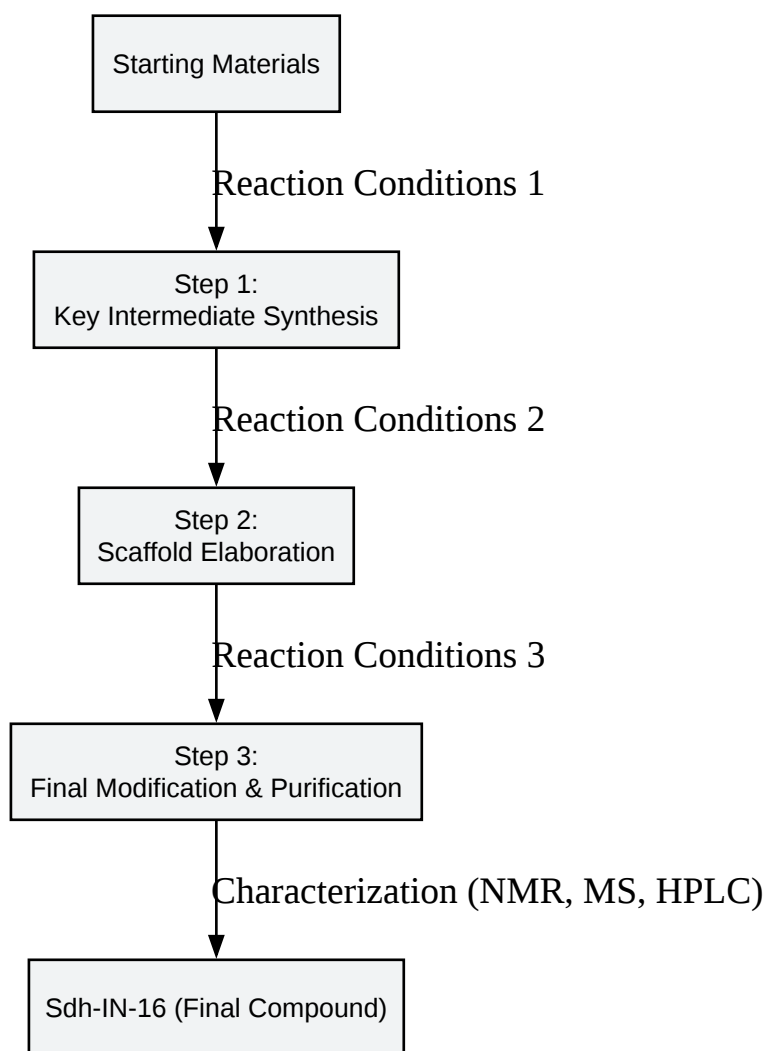 Starting Materials
Reaction Conditions 1
Step 1:
Key Intermediate Synthesis
Reaction Conditions 2
Step 2:
Scaffold Elaboration
Reaction Conditions 3
Step 3:
Final Modification & Purification
Characterization (NMR, MS, HPLC)
Sdh-IN-16 (Final Compound)